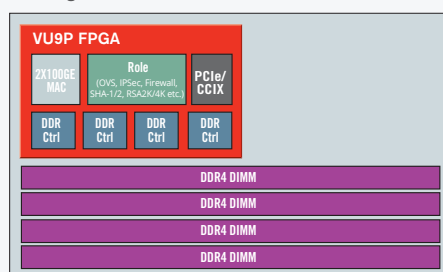 VU9P FPGA
2X100GE
MAC
Role
(OVS, IPSec, Firewall,
SHA-1/2, RSA2K/4K etc.)
PCIe/
CCIX
DDR
Ctrl
DDR
Ctrl
DDR
Ctrl
DDR
Ctrl
DDR4 DIMM
DDR4 DIMM
DDR4 DIMM
DDR4 DIMM